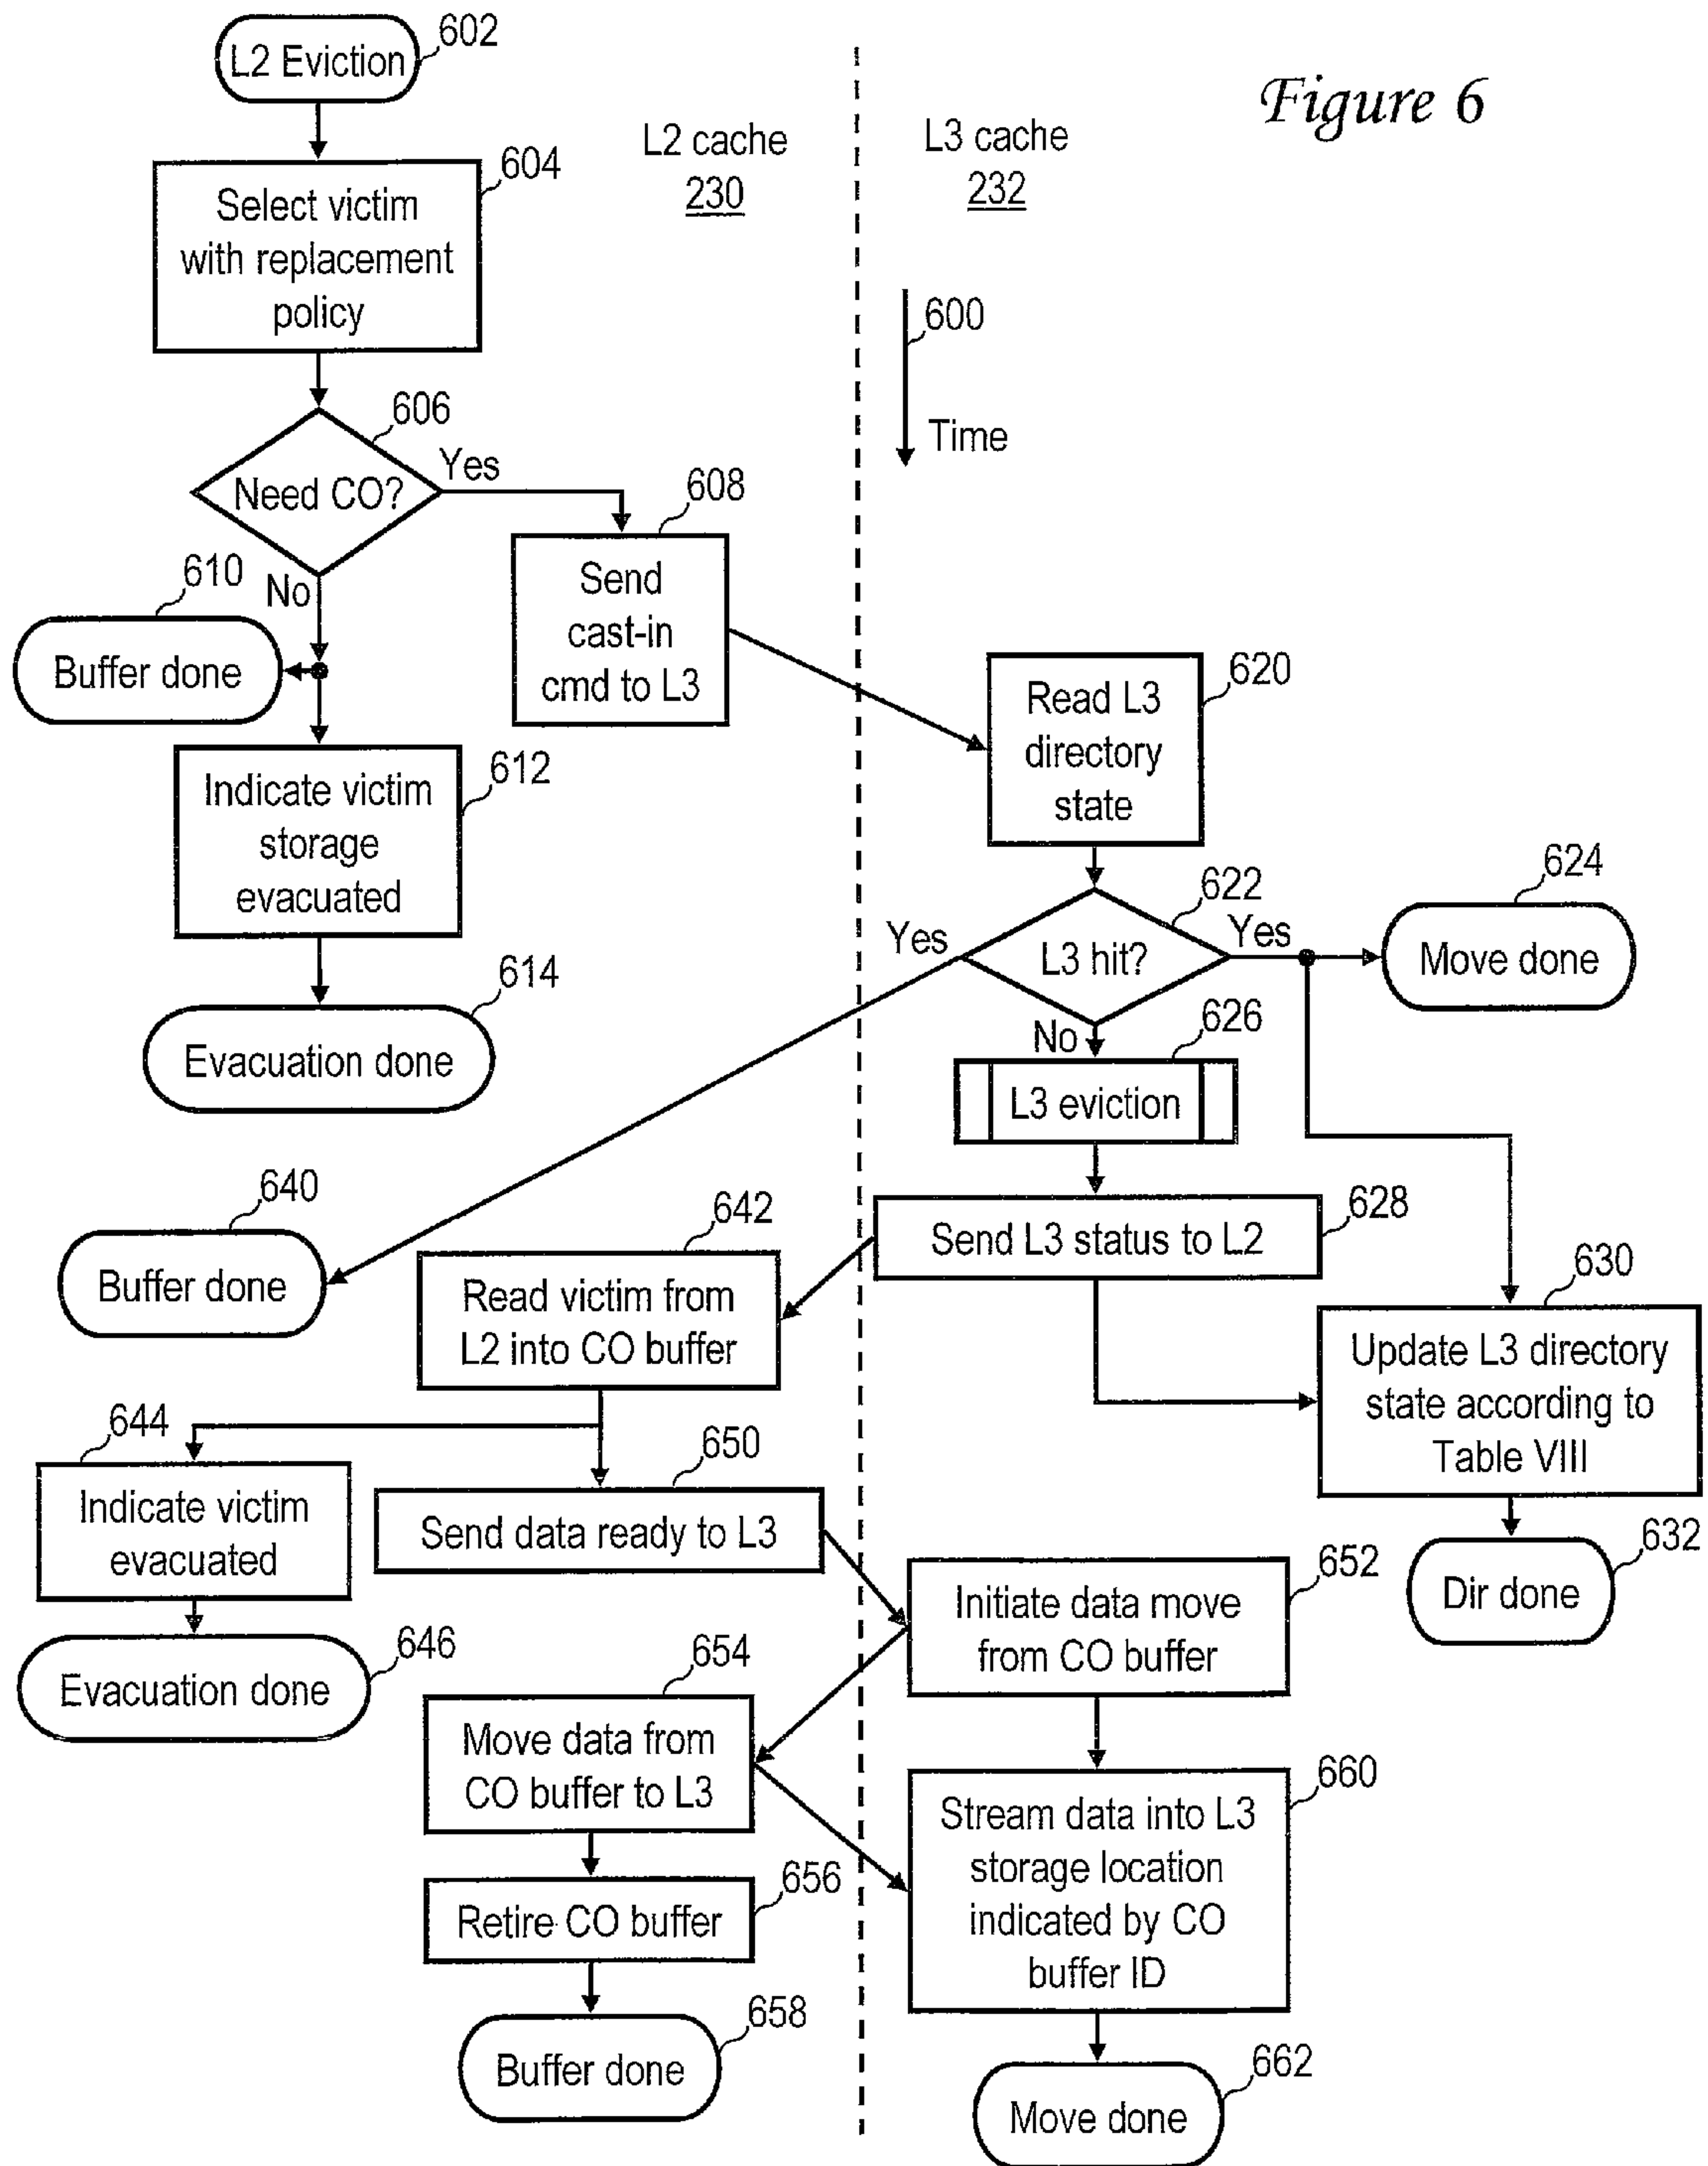 Figure 6
L2 cache
230
L3 cache
232
600
Time
602
L2 Eviction
604
Select victim
with replacement
policy
606
Need CO?
Yes
No
608
Send
cast-in
cmd to L3
610
Buffer done
612
Indicate victim
storage
evacuated
614
Evacuation done
620
Read L3
directory
state
622
L3 hit?
Yes
Yes
No
624
Move done
626
L3 eviction
628
Send L3 status to L2
630
Update L3 directory
state according to
Table VIII
632
Dir done
640
Buffer done
642
Read victim from
L2 into CO buffer
644
Indicate victim
evacuated
646
Evacuation done
650
Send data ready to L3
652
Initiate data move
from CO buffer
654
Move data from
CO buffer to L3
656
Retire CO buffer
658
Buffer done
660
Stream data into L3
storage location
indicated by CO
buffer ID
662
Move done